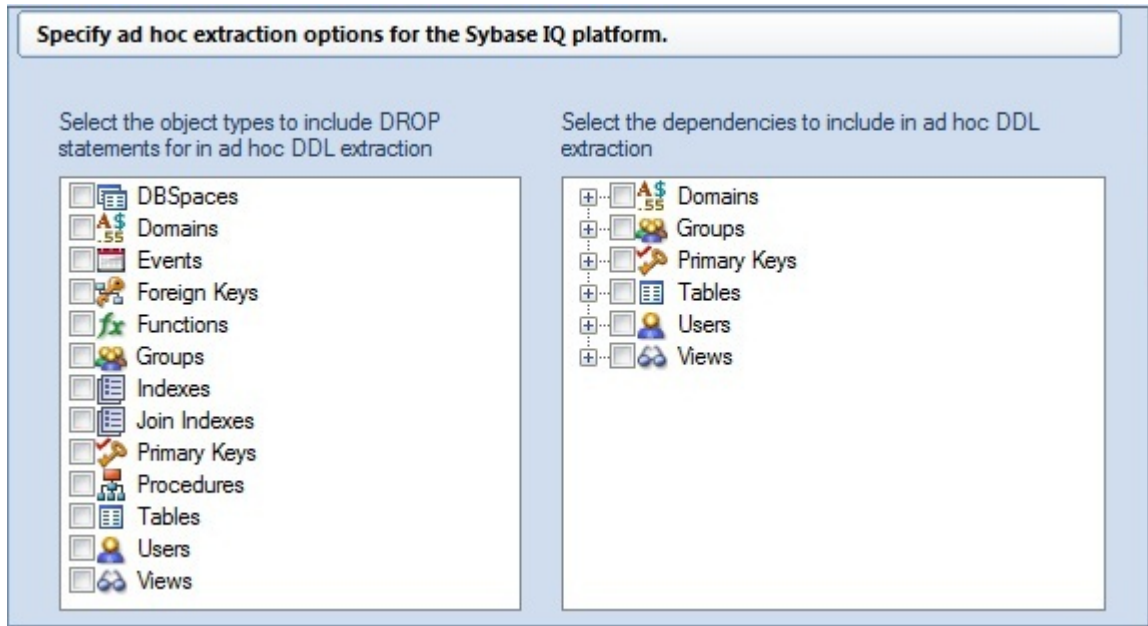 Specify ad hoc extraction options for the Sybase IQ platform.
Select the object types to include DROP
statements for in ad hoc DDL extraction
DBSpaces
Domains
Events
Foreign Keys
Functions
Groups
Indexes
Join Indexes
Primary Keys
Procedures
Tables
Users
Views
Select the dependencies to include in ad hoc DDL
extraction
Domains
Groups
Primary Keys
Tables
Users
Views